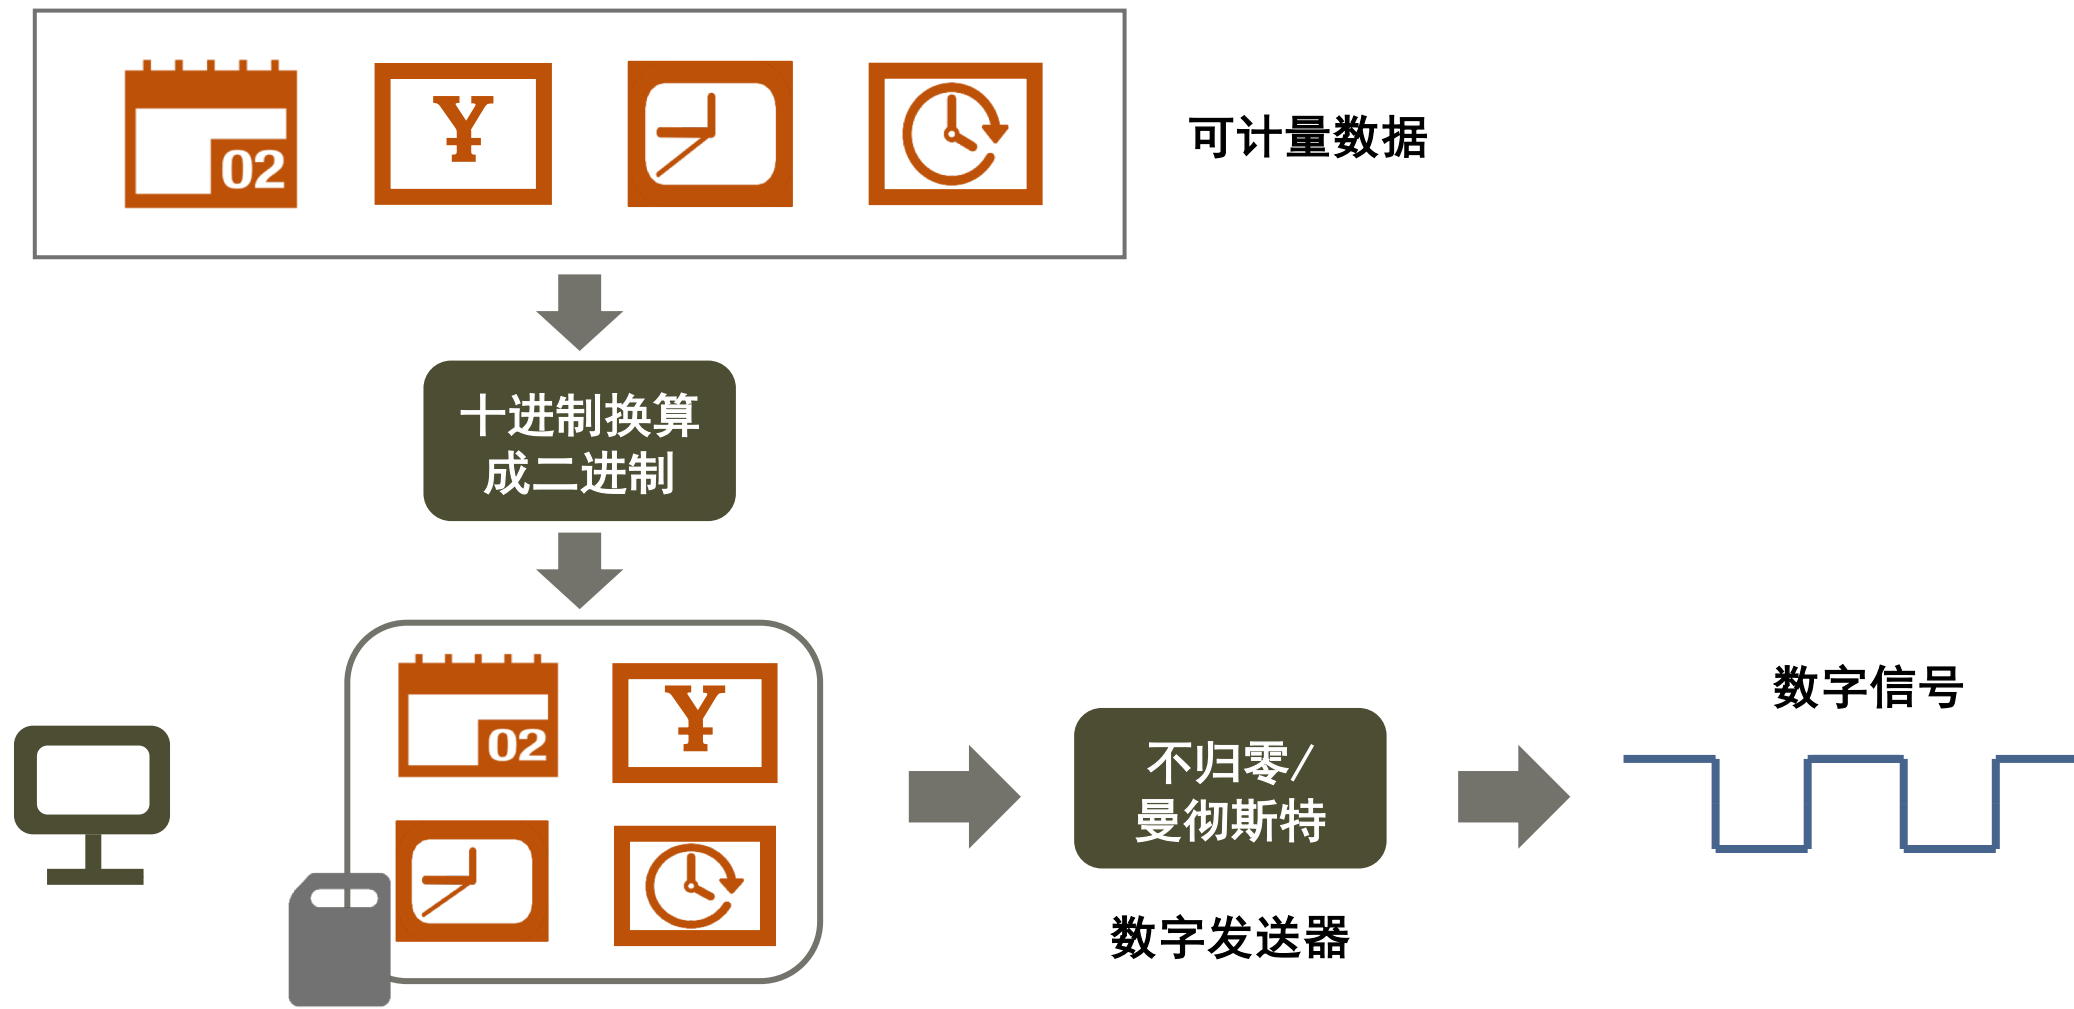 02
¥
可计量数据
十进制换算
成二进制
02
¥
不归零/
曼彻斯特
数字发送器
数字信号